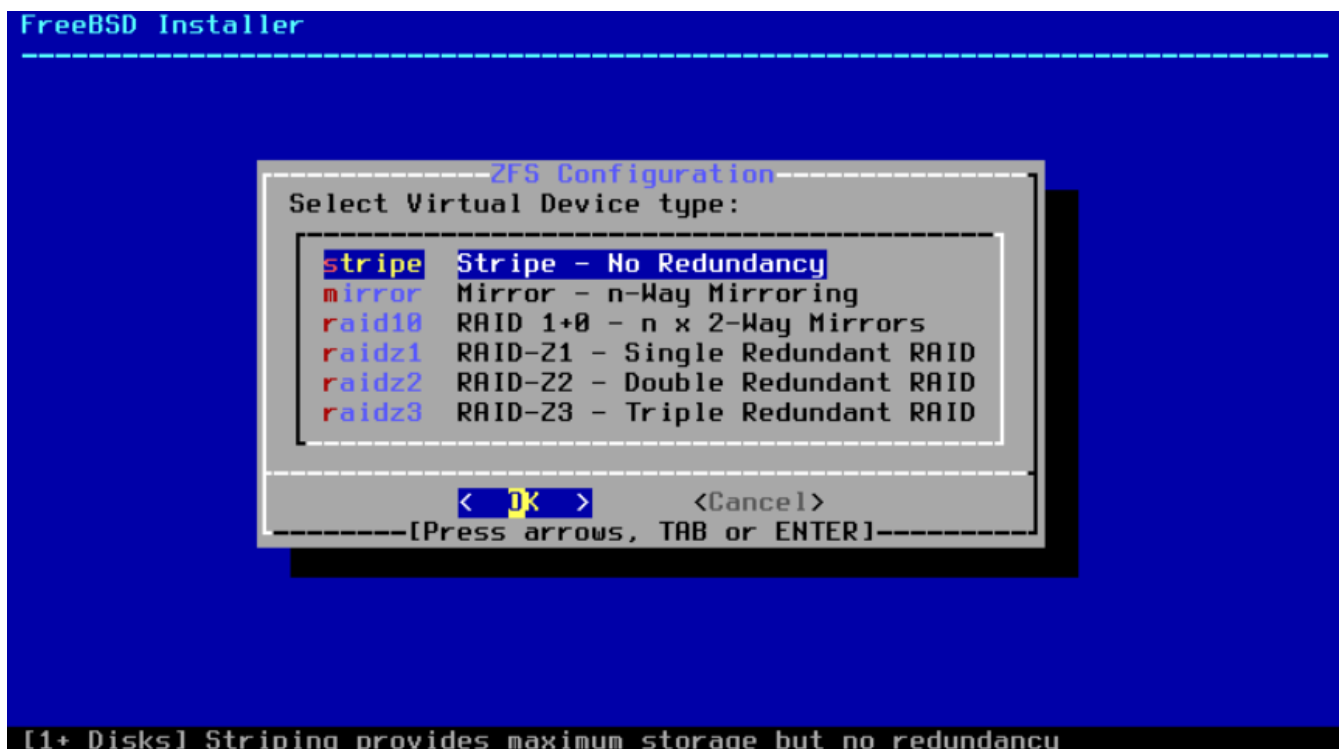 FreeBSD Installer
ZFS Configuration
Select Virtual Device type:
stripe Stripe - No Redundancy
mirror Mirror - n-Way Mirroring
raid10 RAID 1+0 - n x 2-Way Mirrors
raidz1 RAID-Z1 - Single Redundant RAID
raidz2 RAID-Z2 - Double Redundant RAID
raidz3 RAID-Z3 - Triple Redundant RAID
< OK > <Cancel>
[Press arrows, TAB or ENTER]
[1+ Disks] Striping provides maximum storage but no redundancy